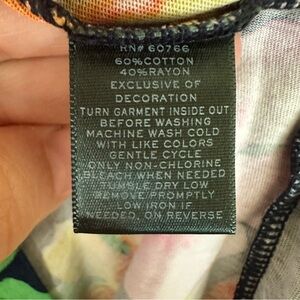 RN# 60766
60%COTTON
40%RAYON
EXCLUSIVE OF
DECORATION
TURN GARMENT INSIDE OUT
BEFORE WASHING
MACHINE WASH COLD
WITH LIKE COLORS
GENTLE CYCLE
ONLY NON-CHLORINE
BLEACH WHEN NEEDED
TUMBLE DRY LOW
REMOVE PROMPTLY
LOW IRON IF
NEEDED, ON REVERSE